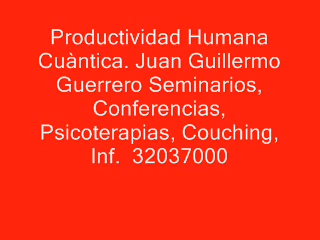 Productividad Humana
Cuàntica. Juan Guillermo
Guerrero Seminarios,
Conferencias,
Psicoterapias, Couching,
Inf.  32037000